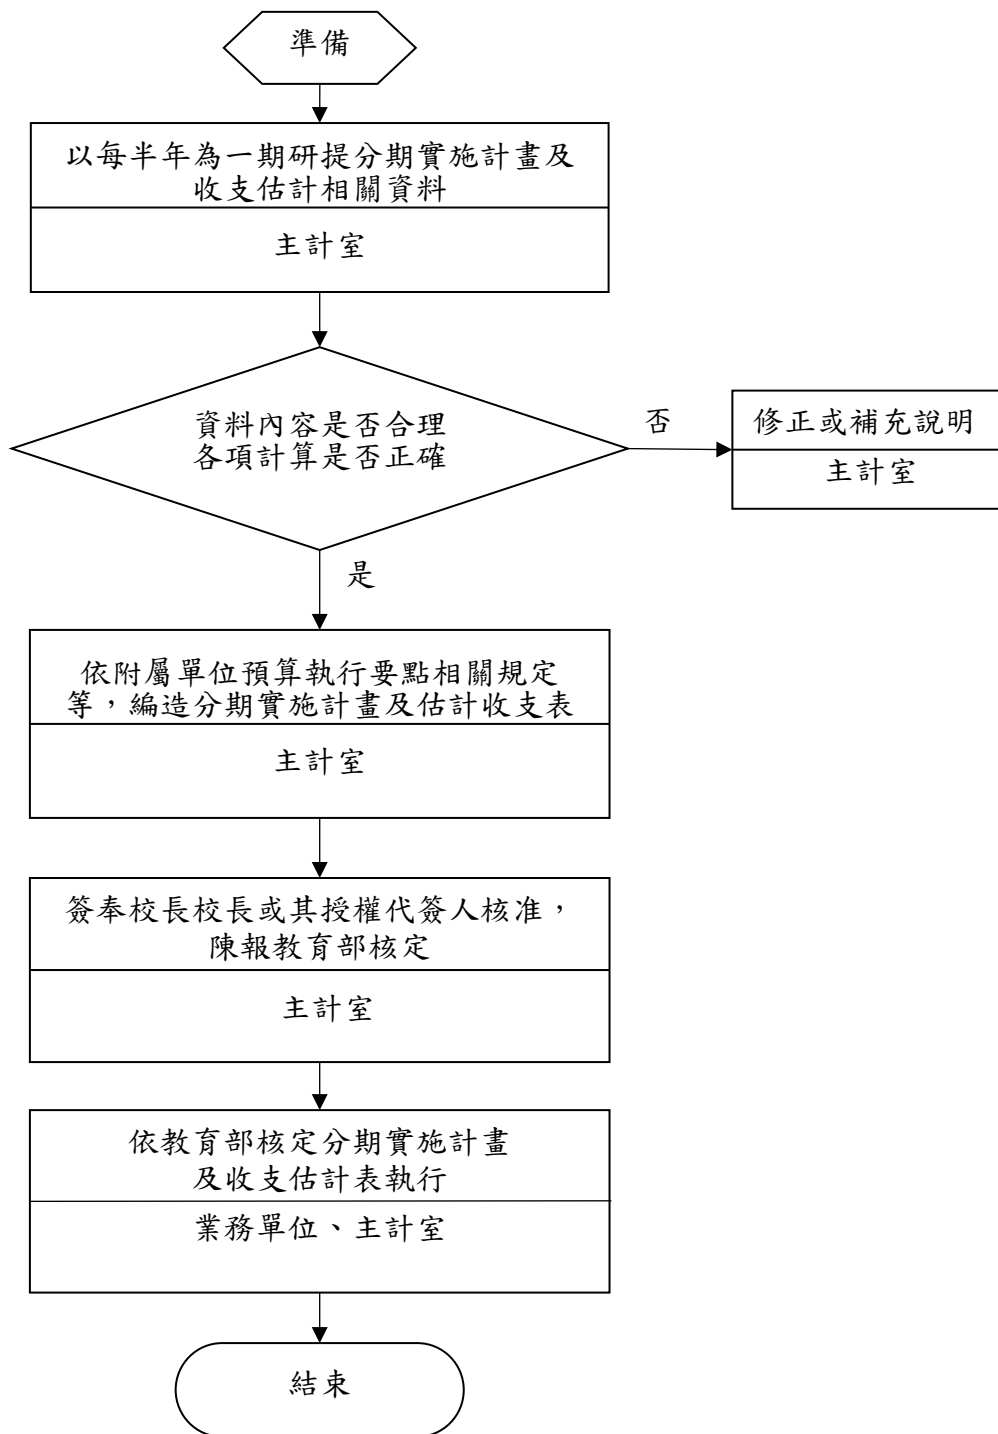 準備
以每半年為一期研提分期實施計畫及
收支估計相關資料
主計室
資料內容是否合理
各項計算是否正確
否
修正或補充說明
主計室
是
依附屬單位預算執行要點相關規定
等，編造分期實施計畫及估計收支表
主計室
簽奉校長校長或其授權代簽人核准，
陳報教育部核定
主計室
依教育部核定分期實施計畫
及收支估計表執行
業務單位、主計室
結束